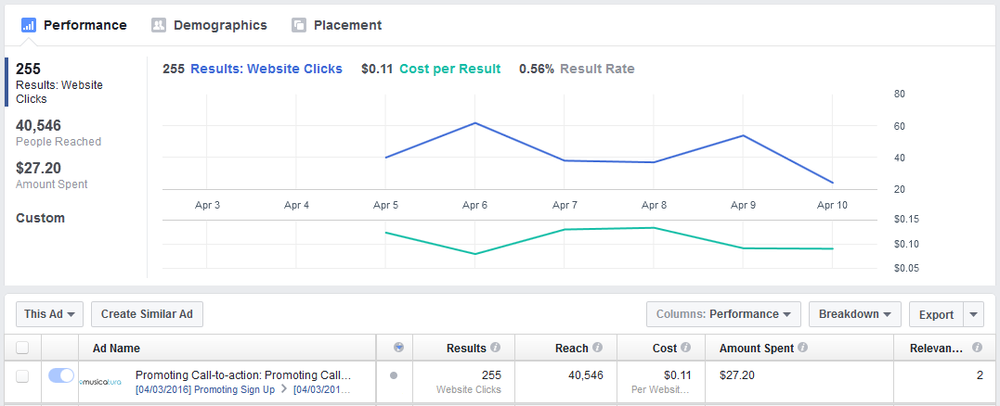 Performance Demographics Placement
255
Results: Website
Clicks
40,546
People Reached
$27.20
Amount Spent
Custom
255 Results: Website Clicks $0.11 Cost per Result 0.56% Result Rate
80
60
40
20
Apr 3 Apr 4 Apr 5 Apr 6 Apr 7 Apr 8 Apr 9 Apr 10
$0.15
$0.10
$0.05
This Ad Create Similar Ad Columns: Performance Breakdown Export
Ad Name Results Reach Cost Amount Spent Relevan...
musicatura Promoting Call-to-action: Promoting Call... 255 40,546 $0.11 $27.20 2
[04/03/2016] Promoting Sign Up > [04/03/201... Website Clicks Per Websit...